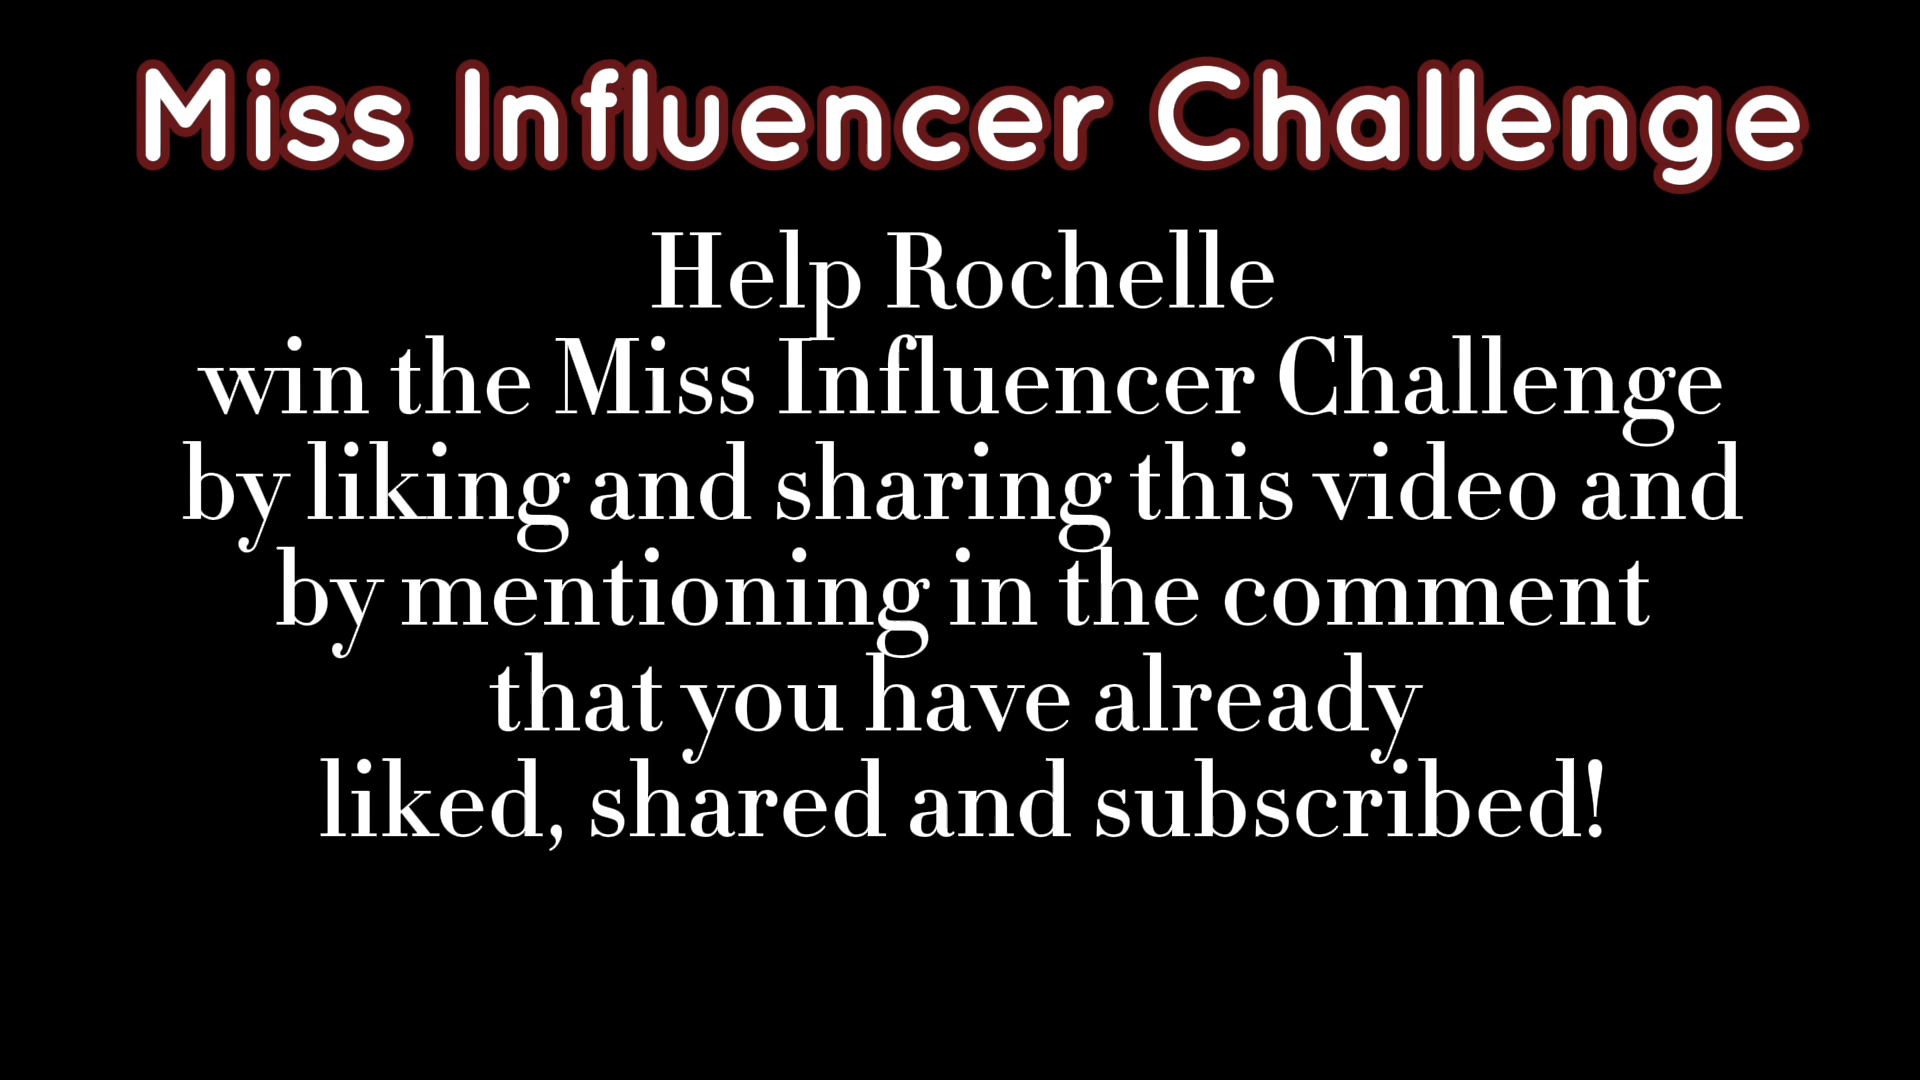 Miss Influencer Challenge
Help Rochelle
win the Miss Influencer Challenge
by liking and sharing this video and
by mentioning in the comment
that you have already
liked, shared and subscribed!